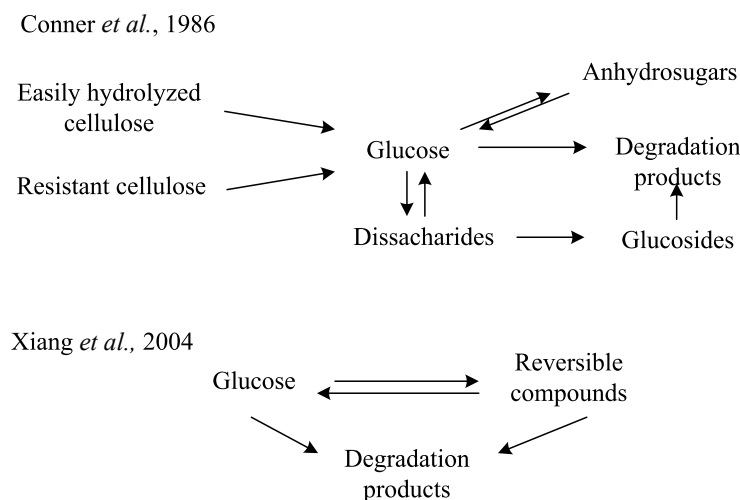 Conner et al., 1986
Easily hydrolyzed
cellulose
Resistant cellulose
Glucose
Anhydrosugars
Degradation
products
Dissacharides
Glucosides
Xiang et al., 2004
Glucose
Reversible
compounds
Degradation
products